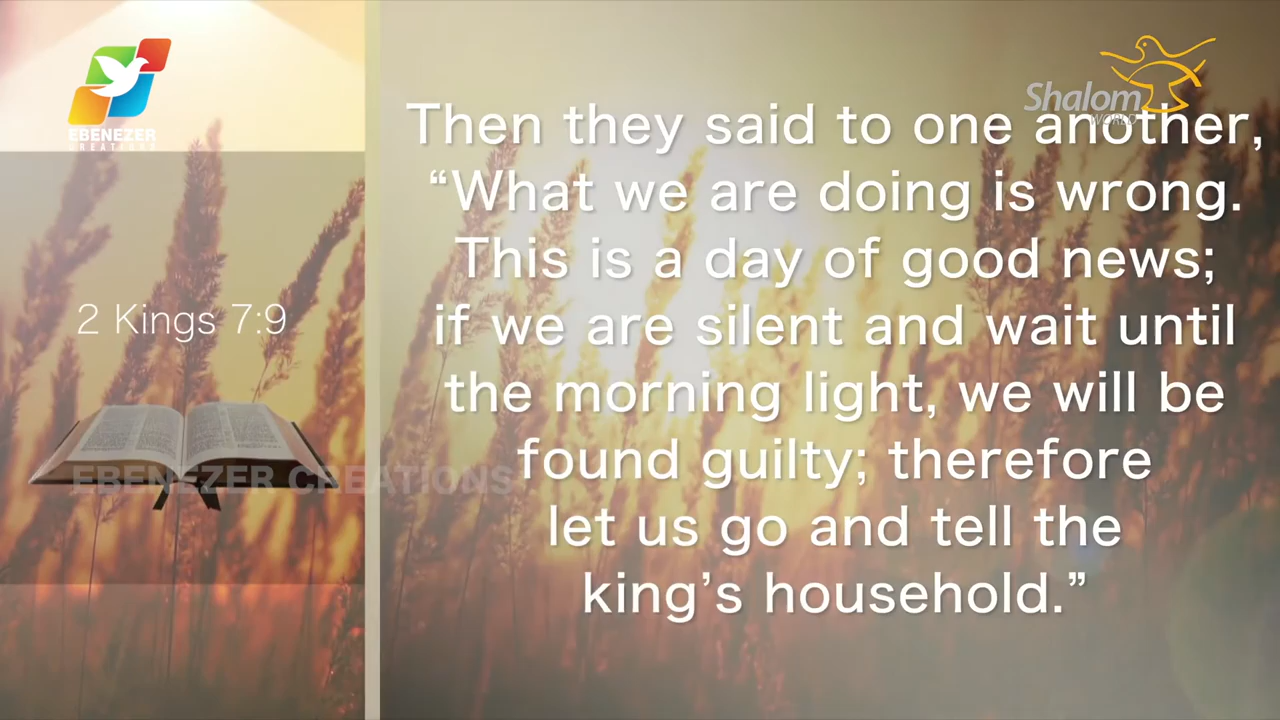 EBENEZER
CREATIONS
Shalom
WORLD
2 Kings 7:9
EBENEZER CREATIONS
Then they said to one another,
“What we are doing is wrong.
This is a day of good news;
if we are silent and wait until
the morning light, we will be
found guilty; therefore
let us go and tell the
king’s household.”